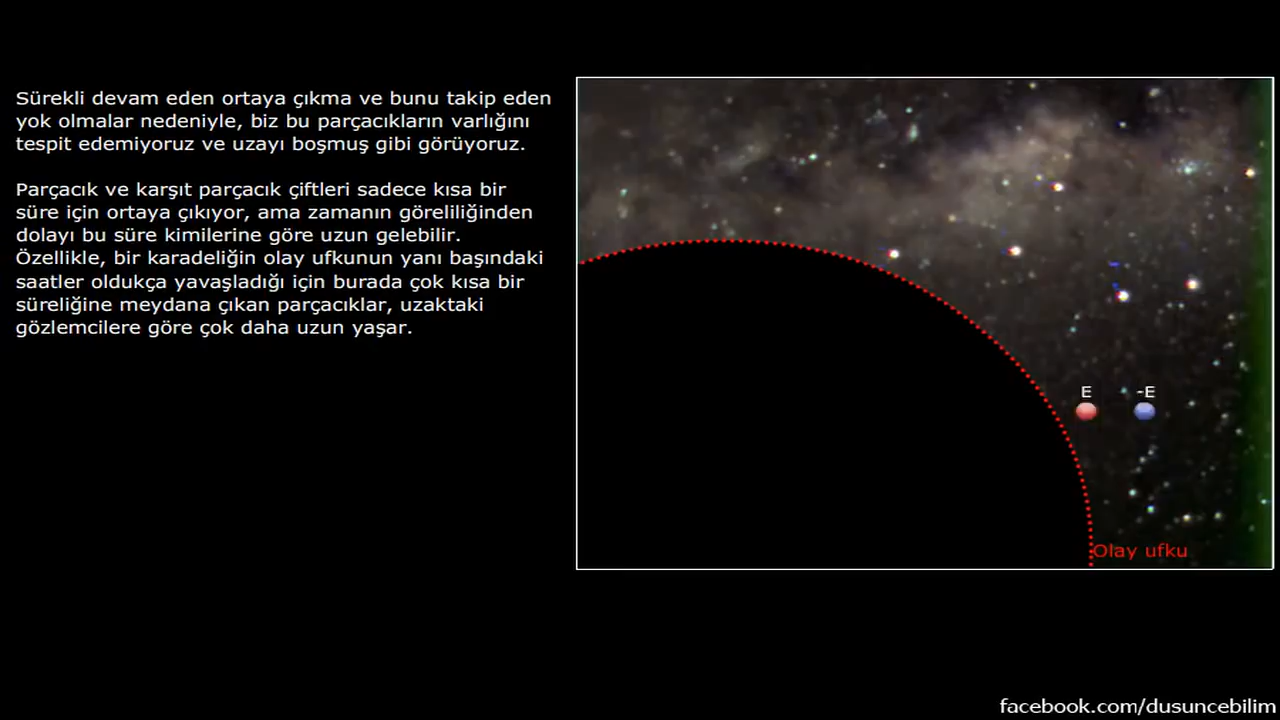 Sürekli devam eden ortaya çıkma ve bunu takip eden
yok olmalar nedeniyle, biz bu parçacıkların varlığını
tespit edemiyoruz ve uzayı boşmuş gibi görüyoruz.
Parçacık ve karşıt parçacık çiftleri sadece kısa bir
süre için ortaya çıkıyor, ama zamanın göreliliğinden
dolayı bu süre kimilerine göre uzun gelebilir.
Özellikle, bir karadeliğin olay ufkunun yanı başındaki
saatler oldukça yavaşladığı için burada çok kısa bir
süreliğine meydana çıkan parçacıklar, uzaktaki
gözlemcilere göre çok daha uzun yaşar.
E -E
Olay ufku
facebook.com/dusuncebilim